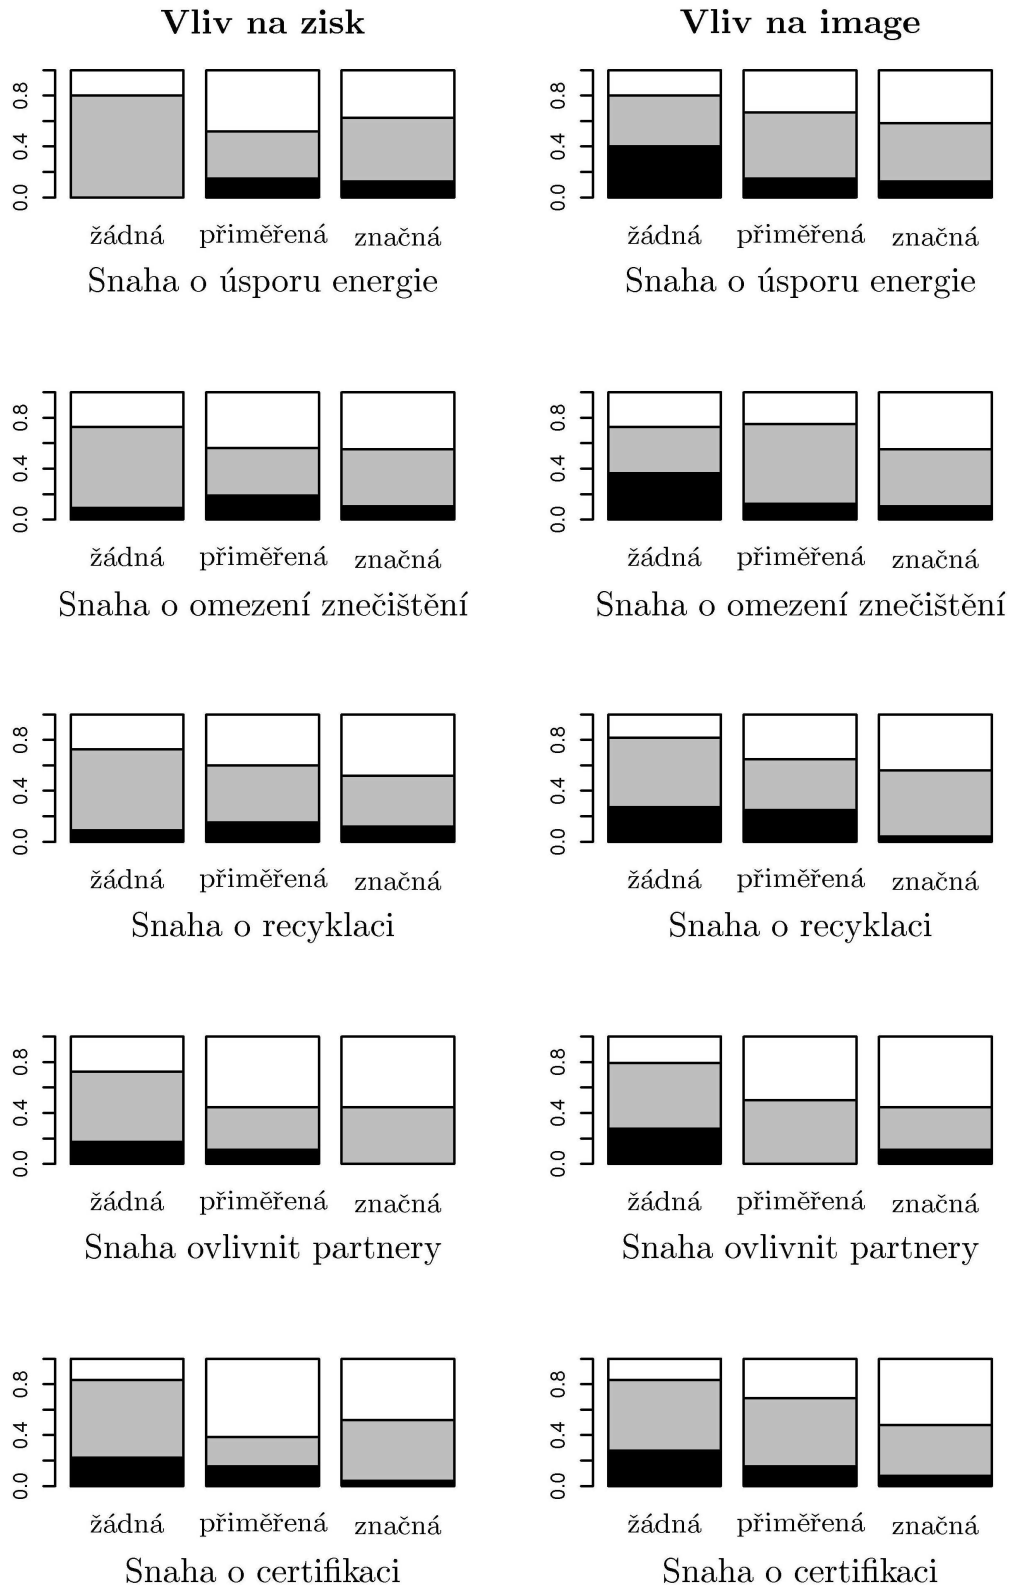 Vliv na zisk
Vliv na image
0.8
0.4
0.0
žádná přiměřená značná
Snaha o úsporu energie
0.8
0.4
0.0
žádná přiměřená značná
Snaha o úsporu energie
0.8
0.4
0.0
žádná přiměřená značná
Snaha o omezení znečištění
0.8
0.4
0.0
žádná přiměřená značná
Snaha o omezení znečištění
0.8
0.4
0.0
žádná přiměřená značná
Snaha o recyklaci
0.8
0.4
0.0
žádná přiměřená značná
Snaha o recyklaci
0.8
0.4
0.0
žádná přiměřená značná
Snaha ovlivnit partnery
0.8
0.4
0.0
žádná přiměřená značná
Snaha ovlivnit partnery
0.8
0.4
0.0
žádná přiměřená značná
Snaha o certifikaci
0.8
0.4
0.0
žádná přiměřená značná
Snaha o certifikaci